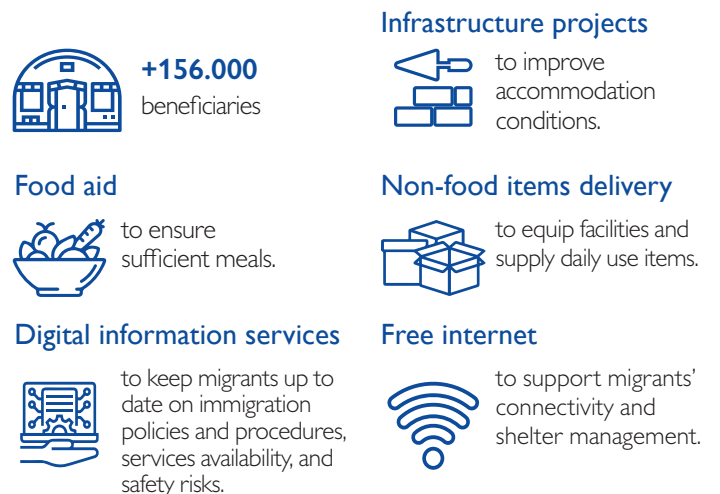 +156.000
beneficiaries
Infrastructure projects
to improve
accommodation
conditions.
Food aid
to ensure
sufficient meals.
Non-food items delivery
to equip facilities and
supply daily use items.
Digital information services
to keep migrants up to
date on immigration
policies and procedures,
services availability, and
safety risks.
Free internet
to support migrants’
connectivity and
shelter management.